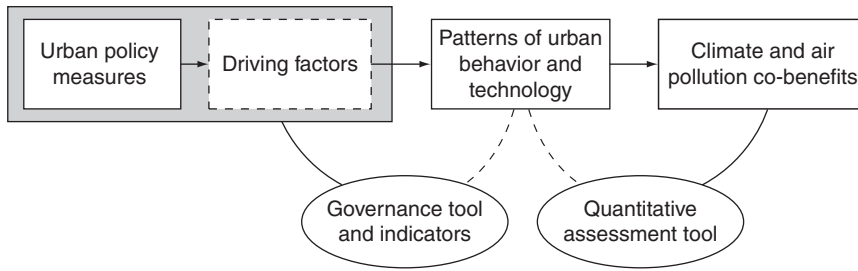 Urban policy
measures
Driving factors
Patterns of urban
behavior and
technology
Climate and air
pollution co-benefits
Governance tool
and indicators
Quantitative
assessment tool